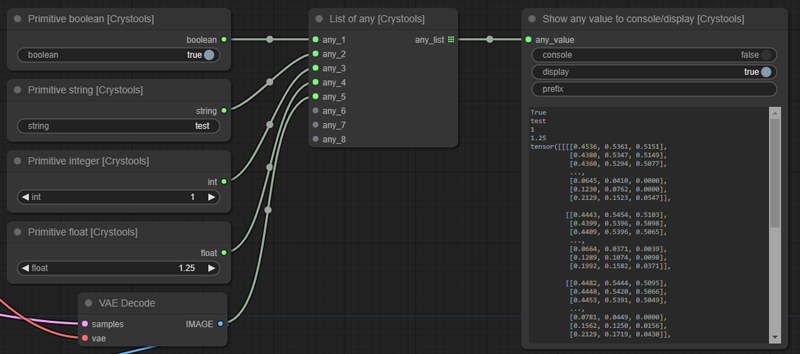 Primitive boolean [Crystools]
boolean
boolean true
Primitive string [Crystools]
string
string test
Primitive integer [Crystools]
int
int 1
Primitive float [Crystools]
float
float 1.25
VAE Decode
samples IMAGE
vae
List of any [Crystools]
any_1 any_list
any_2
any_3
any_4
any_5
any_6
any_7
any_8
Show any value to console/display [Crystools]
any_value
console false
display true
prefix
True
test
1
1.25
tensor([[[[0.4536, 0.5361, 0.5151],
[0.4380, 0.5347, 0.5149],
[0.4360, 0.5294, 0.5077],
...,
[0.0645, 0.0410, 0.0000],
[0.1230, 0.0762, 0.0000],
[0.2129, 0.1523, 0.0547]],
[[0.4443, 0.5454, 0.5103],
[0.4399, 0.5396, 0.5098],
[0.4409, 0.5396, 0.5065],
...,
[0.0664, 0.0371, 0.0039],
[0.1289, 0.1074, 0.0098],
[0.1992, 0.1582, 0.0371]],
[[0.4482, 0.5444, 0.5095],
[0.4448, 0.5420, 0.5066],
[0.4453, 0.5391, 0.5049],
...,
[0.0781, 0.0449, 0.0000],
[0.1562, 0.1250, 0.0156],
[0.2129, 0.1719, 0.0430]],